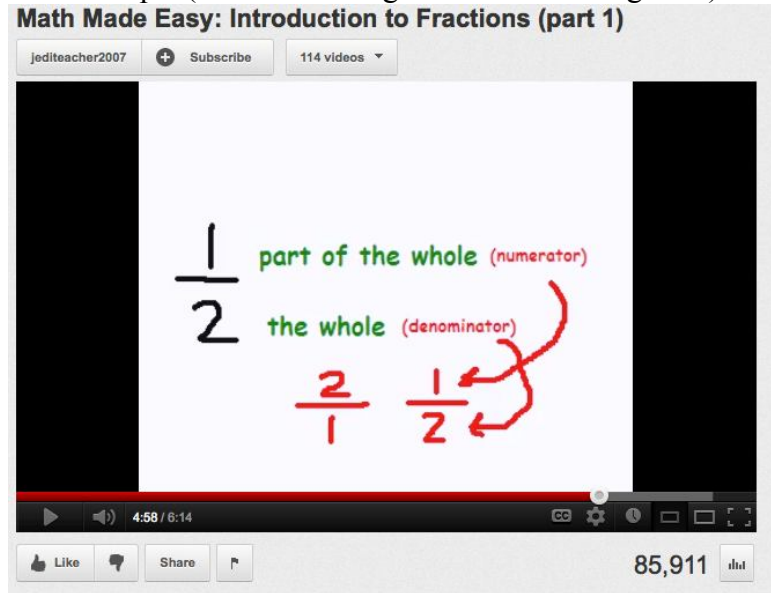 Math Made Easy: Introduction to Fractions (part 1)
jediteacher2007 Subscribe 114 videos
1 part of the whole (numerator)
2 the whole (denominator)
2 1
1 2
4:58 / 6:14 CC
Like Share 85,911